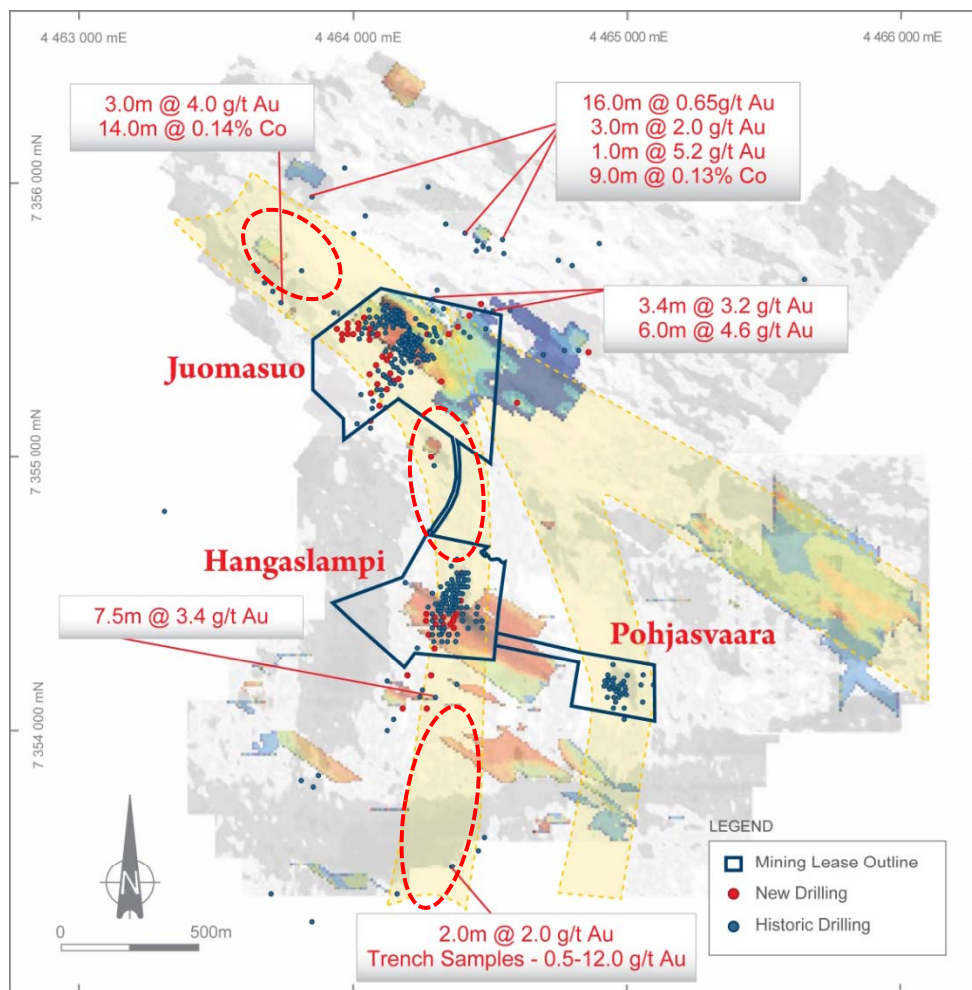 4 463 000 mE
4 464 000 mE
4 465 000 mE
4 466 000 mE
3.0m @ 4.0 g/t Au
14.0m @ 0.14% Co
16.0m @ 0.65g/t Au
3.0m @ 2.0 g/t Au
1.0m @ 5.2 g/t Au
9.0m @ 0.13% Co
7 356 000 mN
3.4m @ 3.2 g/t Au
6.0m @ 4.6 g/t Au
Juomasuo
7 355 000 mN
Hangaslampi
7.5m @ 3.4 g/t Au
Pohjasvaara
7 354 000 mN
LEGEND
Mining Lease Outline
New Drilling
Historic Drilling
N
0
500m
2.0m @ 2.0 g/t Au
Trench Samples - 0.5-12.0 g/t Au